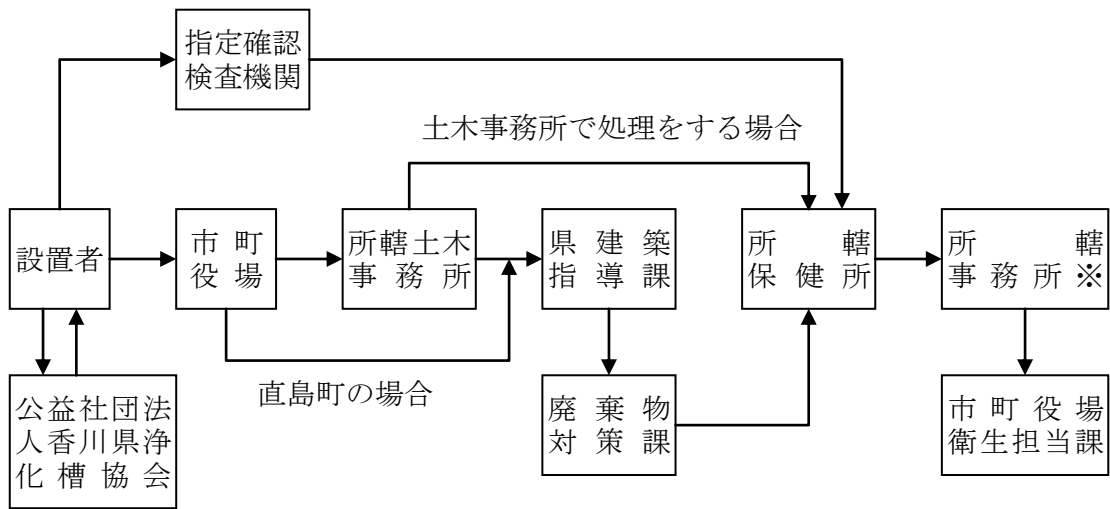 指定確認
検査機関
土木事務所で処理をする場合
設置者
市町
役場
所轄土木
事務所
県建築
指導課
所轄
保健所
所轄
事務所※
直島町の場合
公益社団法
人香川県浄
化槽協会
廃棄物
対策課
市町役場
衛生担当課